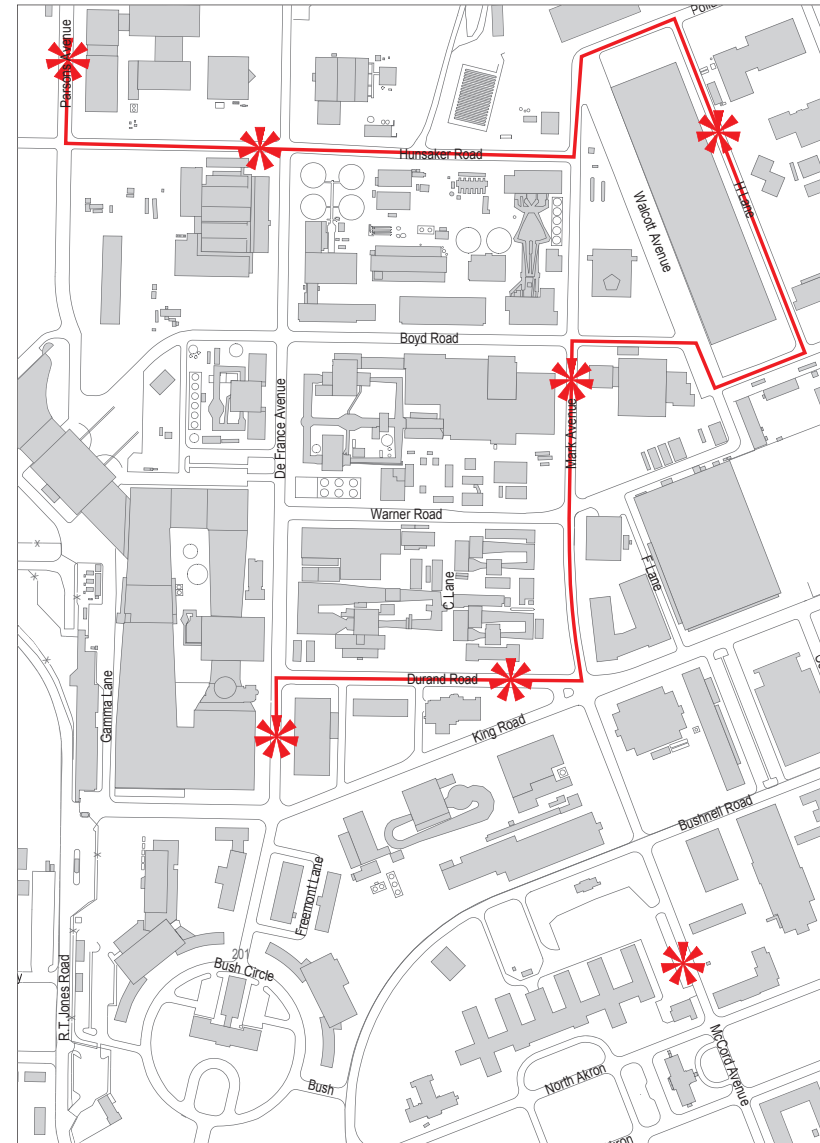 Parsons Avenue
Hunsaker Road
H Lane
Walcott Avenue
Boyd Road
De France Avenue
Mark Avenue
Warner Road
C Lane
F Lane
Durand Road
Gamma Lane
King Road
Bushnell Road
Freemont Lane
201
Bush Circle
R.T. Jones Road
Bush
North Akron
McCord Avenue